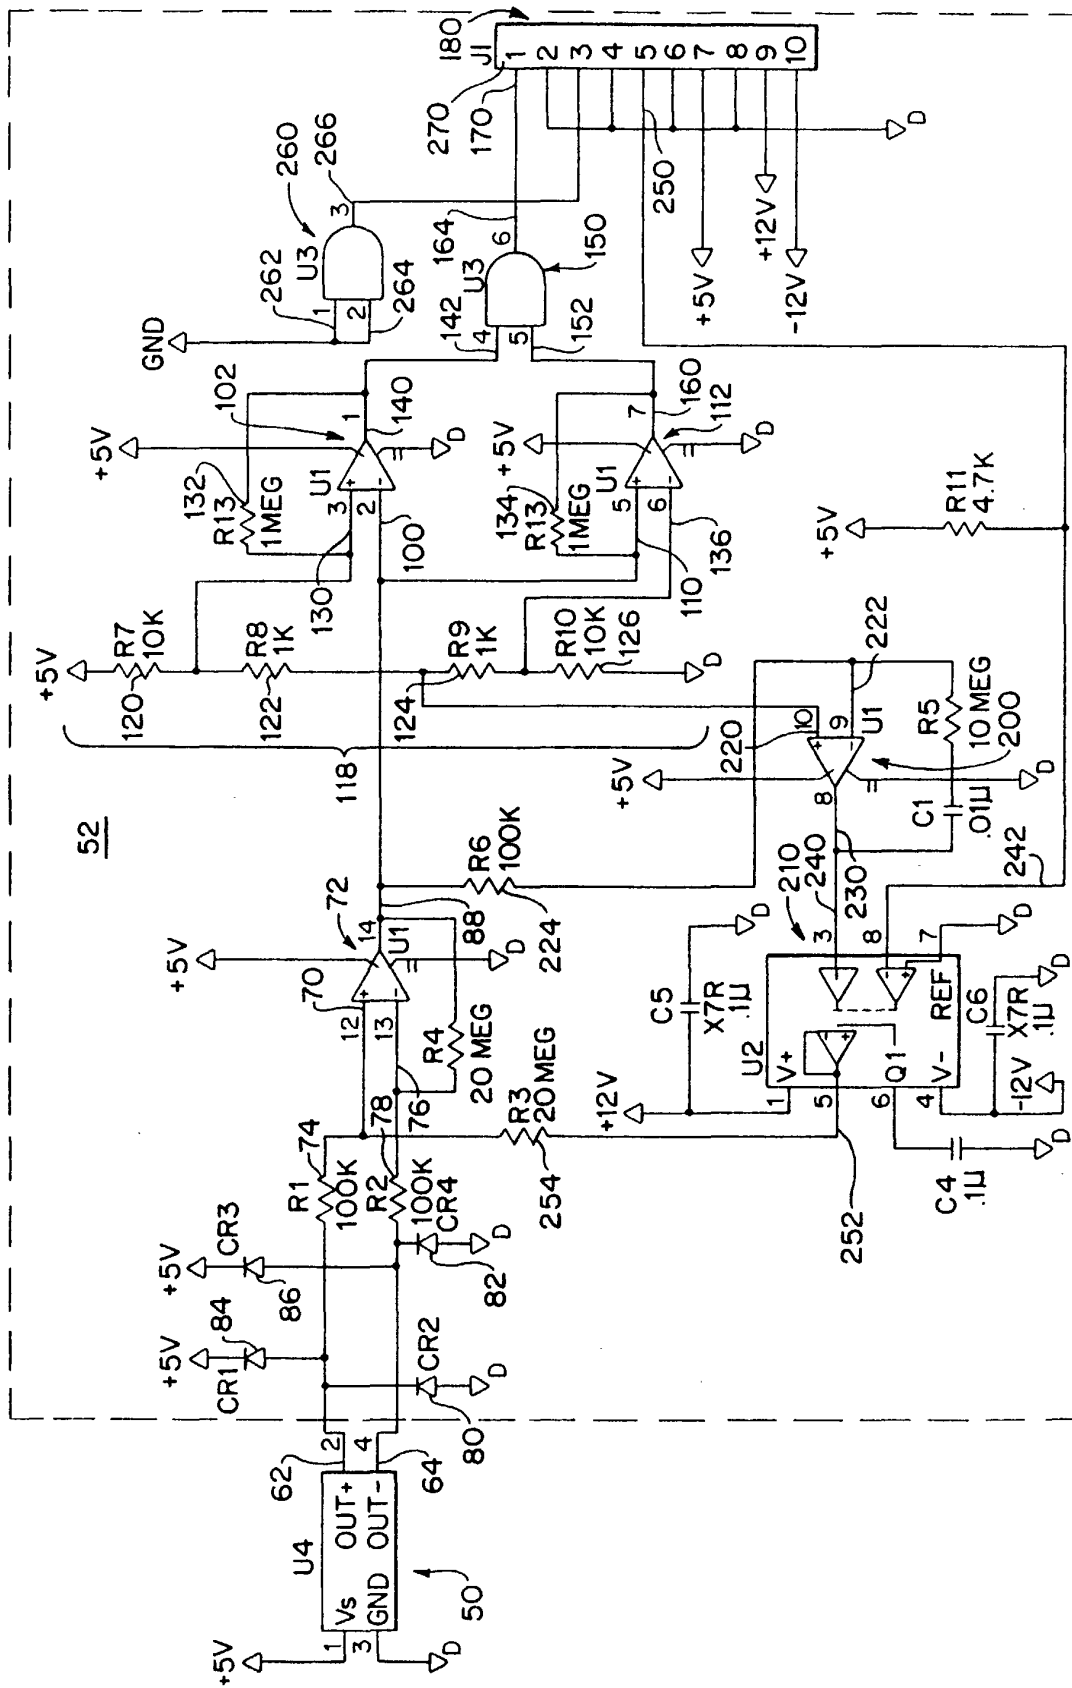 52
U4
Vs
GND
OUT+
OUT-
1
3
2
4
+5V
D
50
62
64
+5V
84
CR1
+5V
CR3
86
CR2
80
D
CR4
82
D
R1
100K
74
R2
100K
78
76
70
12
13
+5V
72
14
U1
D
88
R4
20 MEG
R3
20 MEG
254
R6
100K
224
118
+5V
R7
10K
120
R8
1K
122
R9
1K
124
R10
10K
126
D
132
R13
1MEG
130
3
2
100
U1
+5V
102
1
140
D
134
R13
1MEG
110
5
6
136
U1
+5V
7
160
112
D
GND
262
1
2
264
U3
3
260
266
142
4
5
152
U3
6
164
150
180
J1
270
170
1
2
3
4
5
6
7
8
9
10
250
D
+5V
+12V
-12V
+5V
R11
4.7K
220
10
9
222
U1
8
+5V
200
D
R5
10 MEG
C1
.01µ
230
240
210
242
3
8
7
D
U2
V+
Q1
V-
REF
1
5
6
4
+12V
C5
X7R
.1µ
D
C6
X7R
.1µ
D
-12V
C4
.1µ
D
252